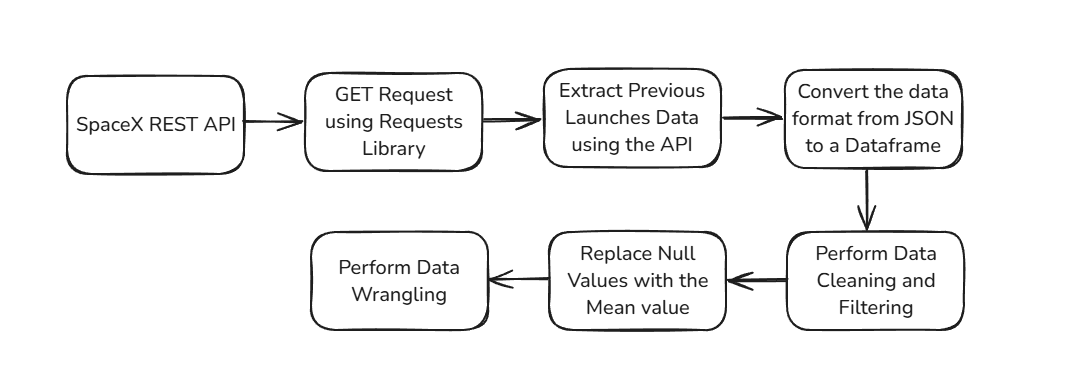 SpaceX REST API
GET Request
using Requests
Library
Extract Previous
Launches Data
using the API
Convert the data
format from JSON
to a Dataframe
Perform Data
Cleaning and
Filtering
Replace Null
Values with the
Mean value
Perform Data
Wrangling